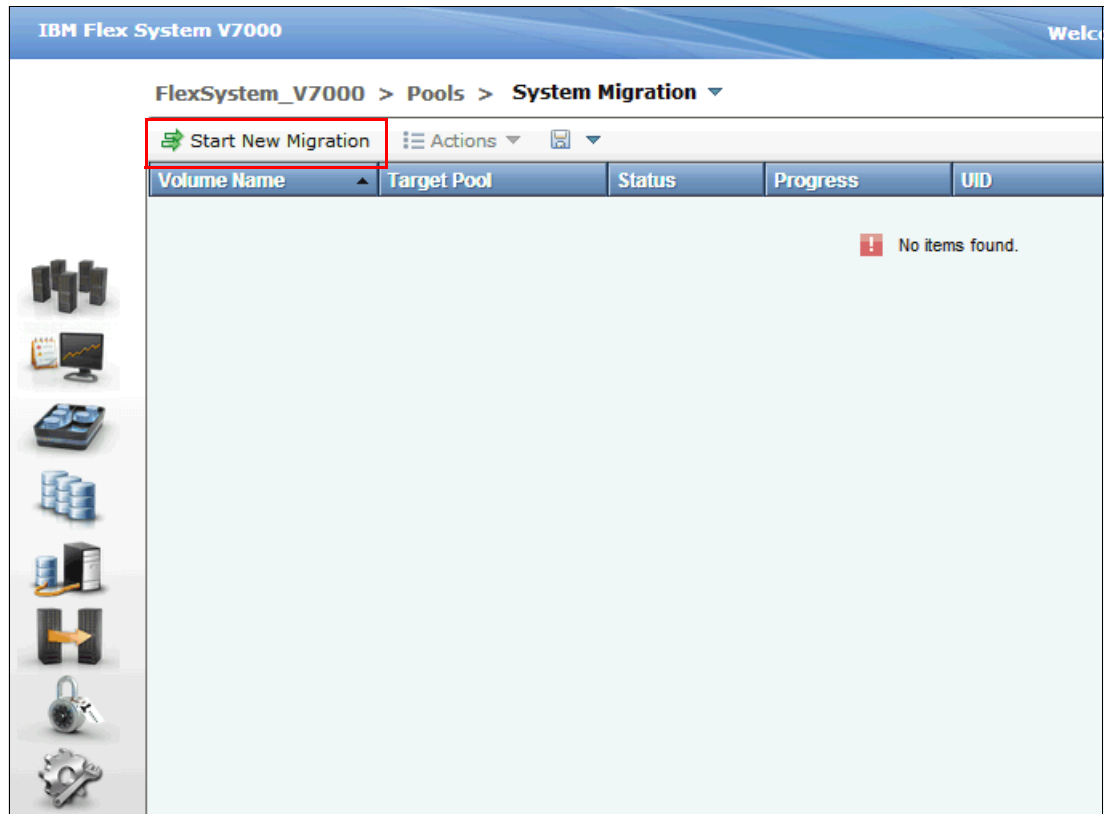 IBM Flex System V7000
FlexSystem_V7000 > Pools > System Migration
Start New Migration Actions
Volume Name Target Pool Status Progress UID
No items found.